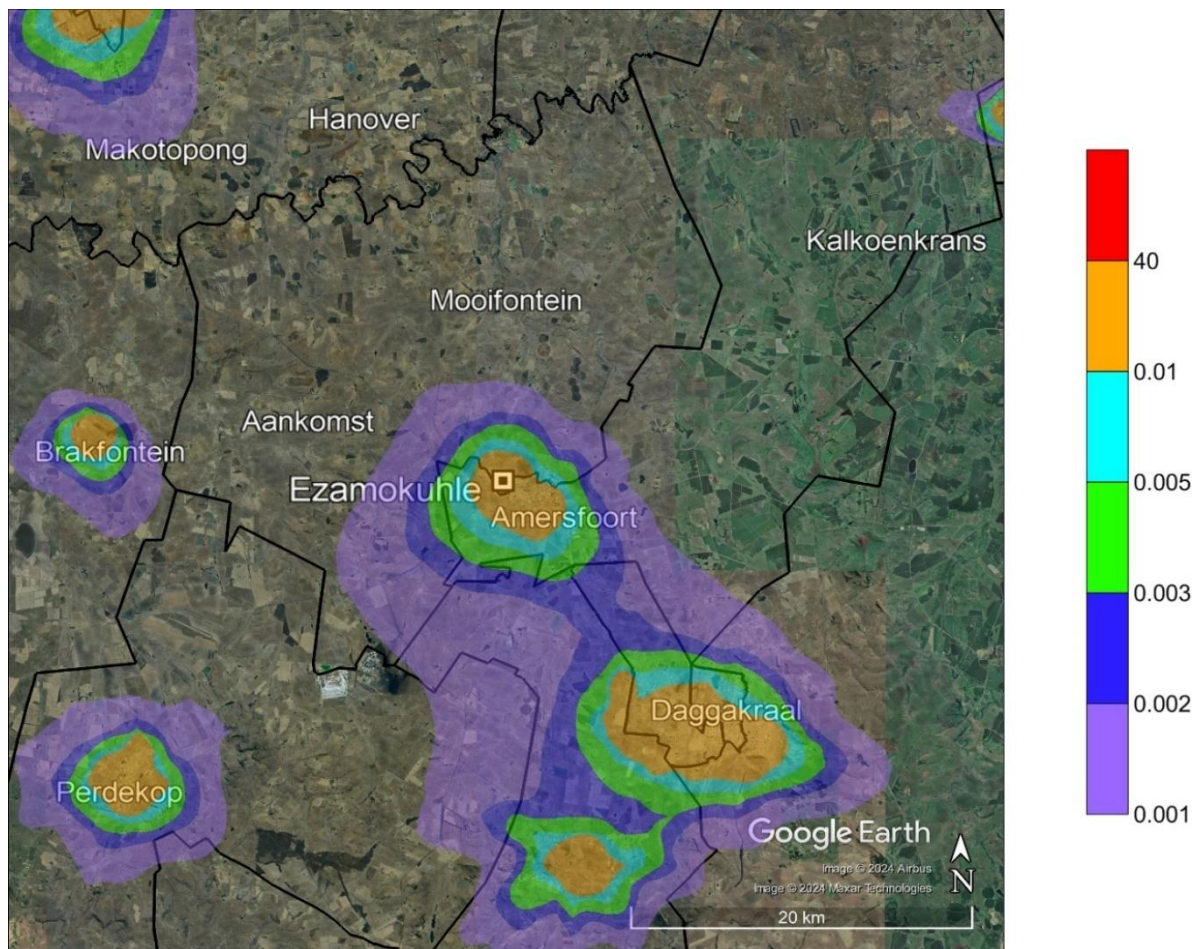 Hanover
Makotopong
Kalkoenkrans
Mooifontein
Aankomst
Brakfontein
Ezamokuhle
Amersfoort
Daggakraal
Perdekop
Google Earth
Image © 2024 Airbus
Image © 2024 Maxar Technologies
N
20 km
40
0.01
0.005
0.003
0.002
0.001